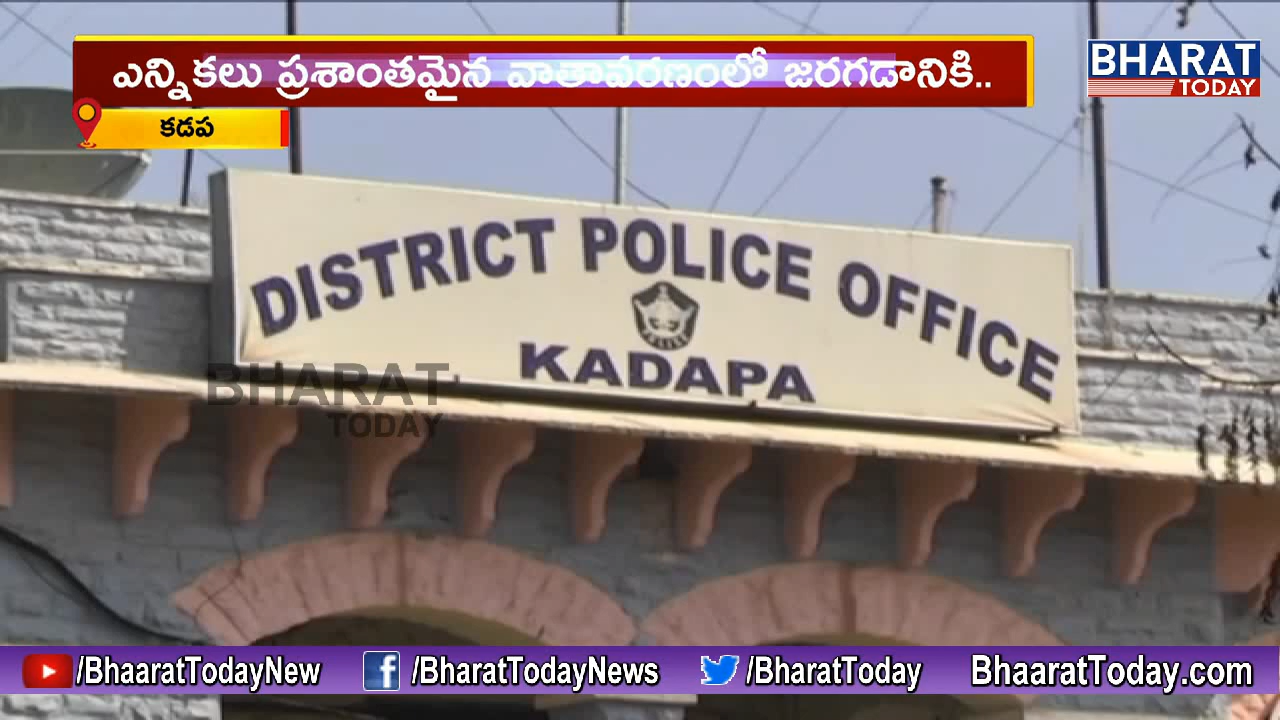 ఎన్నికలు ప్రశాంతమైన వాతావరణంలో జరగడానికి..
BHARAT
TODAY
కడప
DISTRICT POLICE OFFICE
KADAPA
BHARAT
TODAY
/BhaaratTodayNew /BharatTodayNews /BharatToday BhaaratToday.com